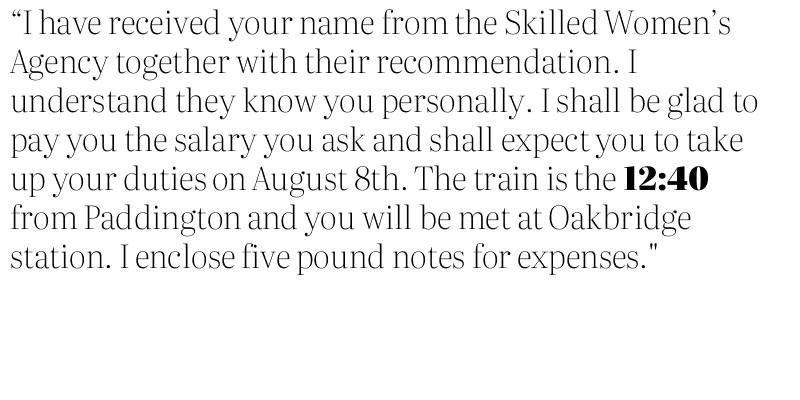 “I have received your name from the Skilled Women’s
Agency together with their recommendation. I
understand they know you personally. I shall be glad to
pay you the salary you ask and shall expect you to take
up your duties on August 8th. The train is the 12:40
from Paddington and you will be met at Oakbridge
station. I enclose five pound notes for expenses."